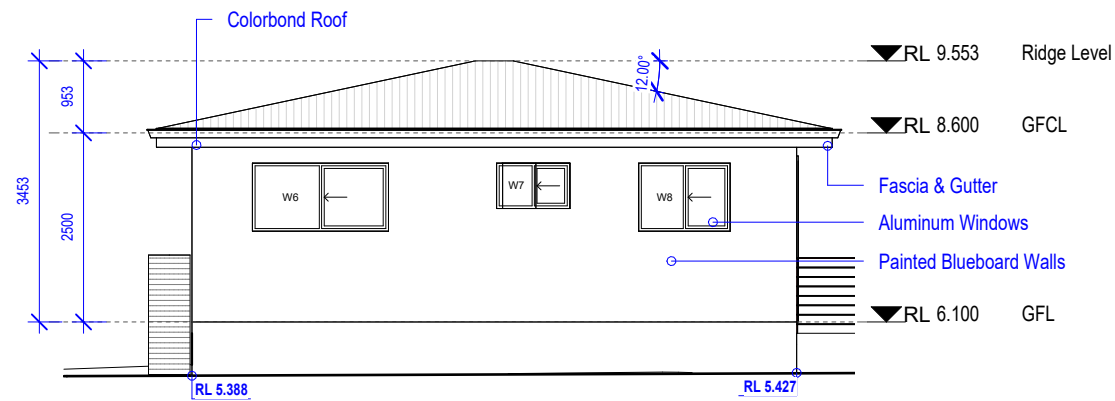 Colorbond Roof
RL 9.553 Ridge Level
953
12.00°
RL 8.600 GFCL
3453
2500
W6
W7
W8
Fascia & Gutter
Aluminum Windows
Painted Blueboard Walls
RL 6.100 GFL
RL 5.388
RL 5.427